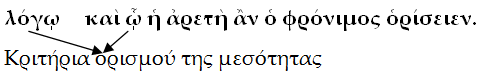 λόγῳ καὶ ᾧ ἡ ἀρετὴ ἂν ὁ φρόνιμος ὁρίσειεν.
Κριτήρια ορισμού της μεσότητας